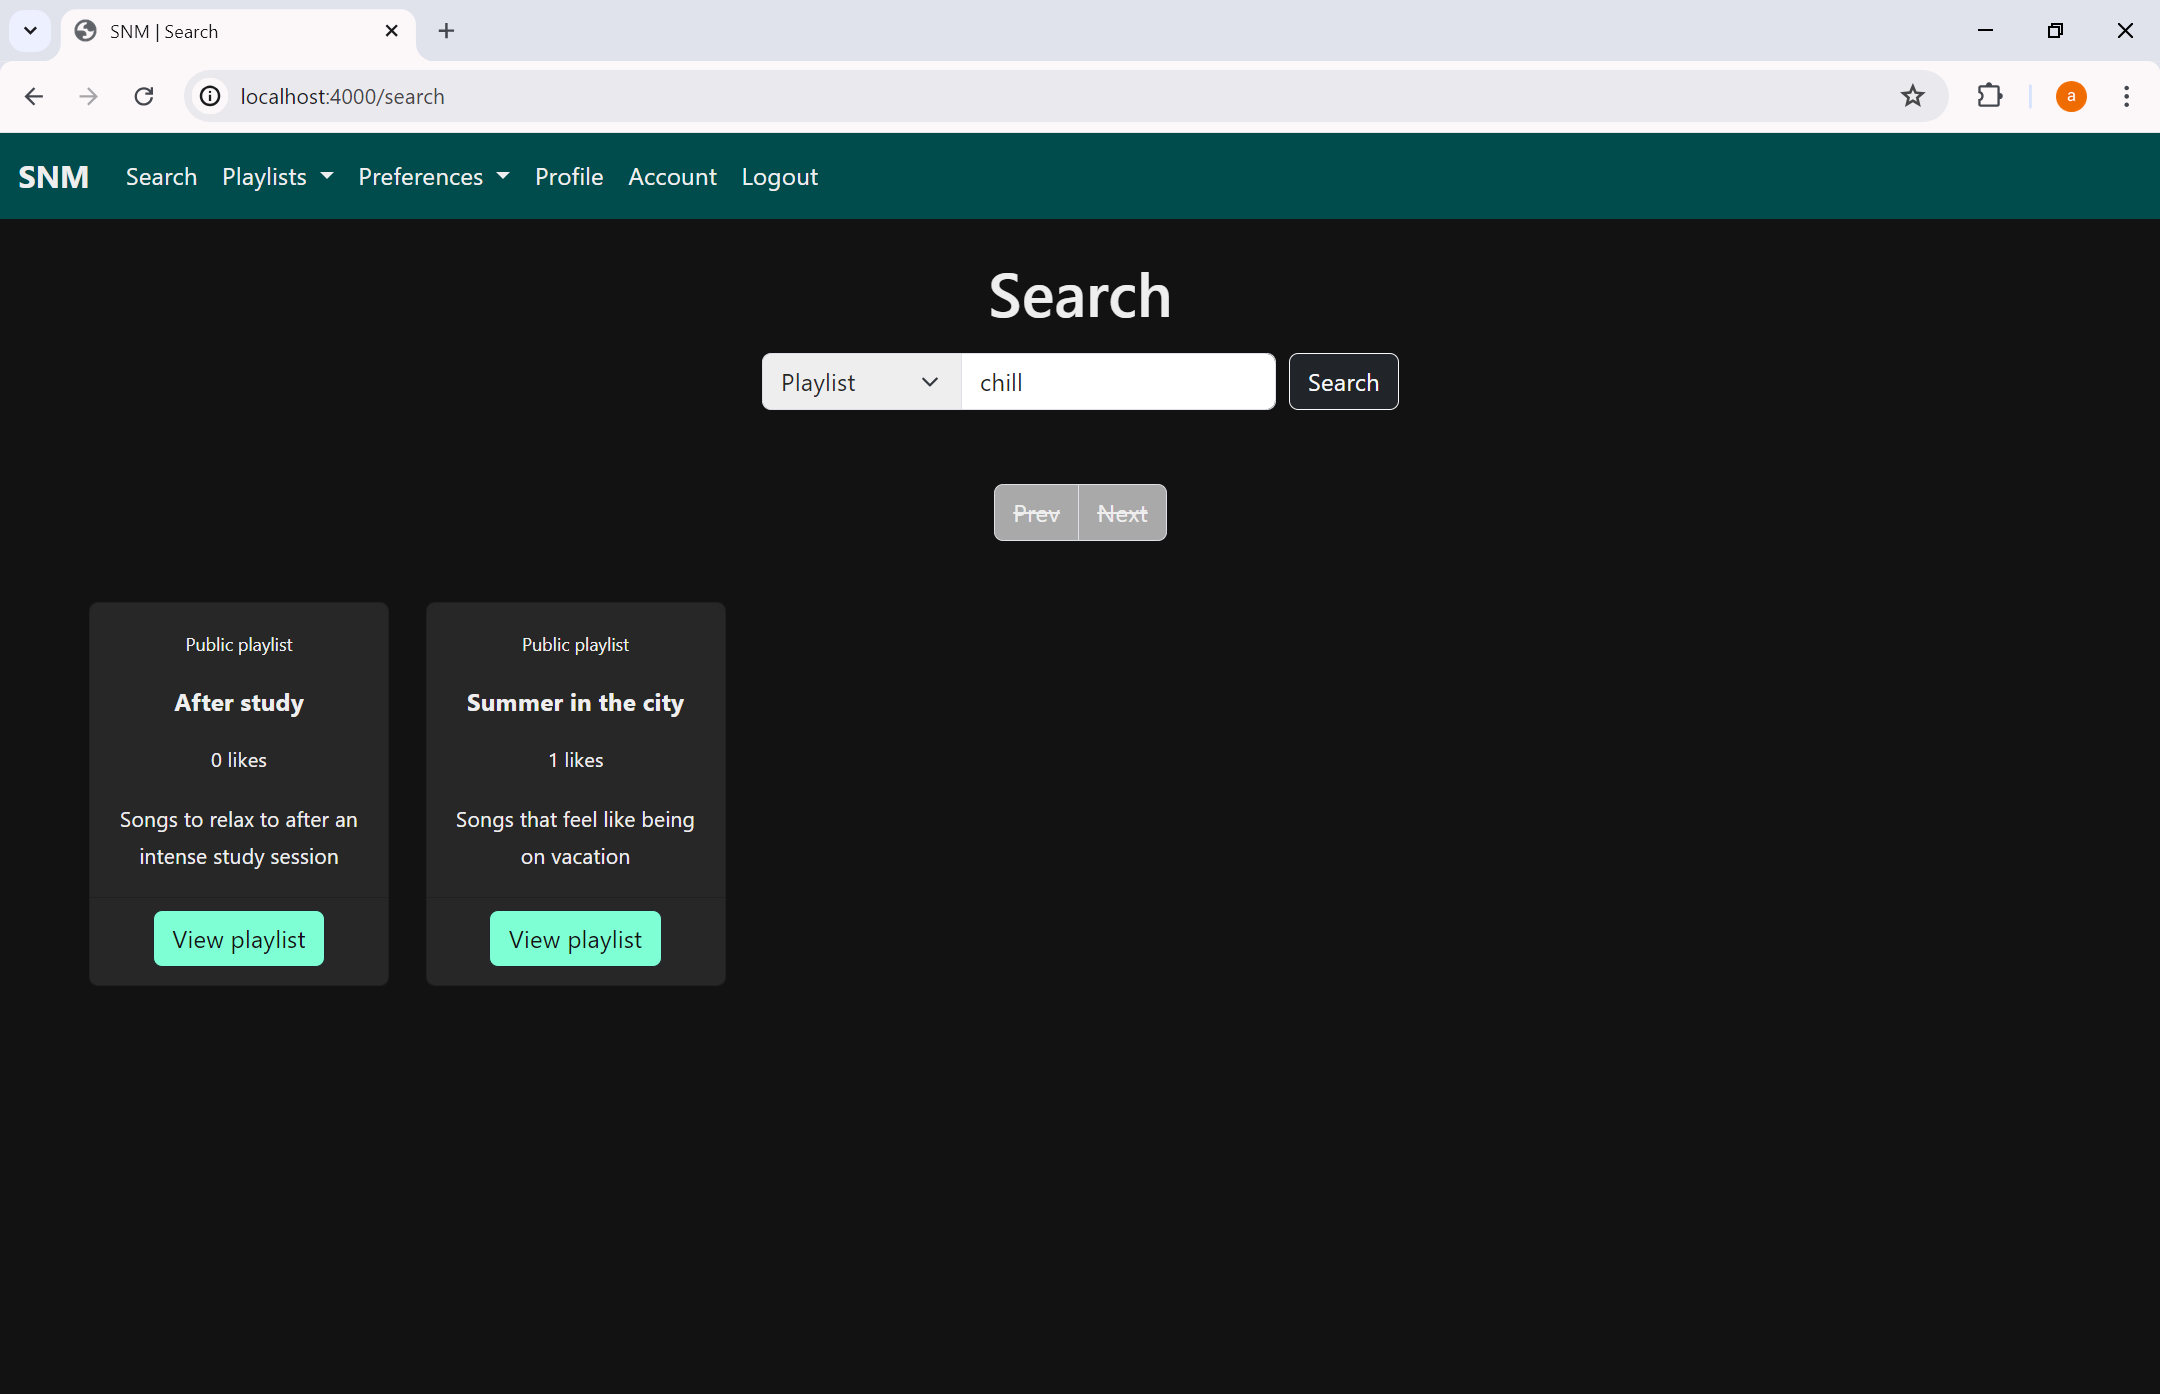 SNM | Search
localhost:4000/search
a
SNM Search Playlists Preferences Profile Account Logout
Search
Playlist chill Search
Prev Next
Public playlist
After study
0 likes
Songs to relax to after an
intense study session
View playlist
Public playlist
Summer in the city
1 likes
Songs that feel like being
on vacation
View playlist